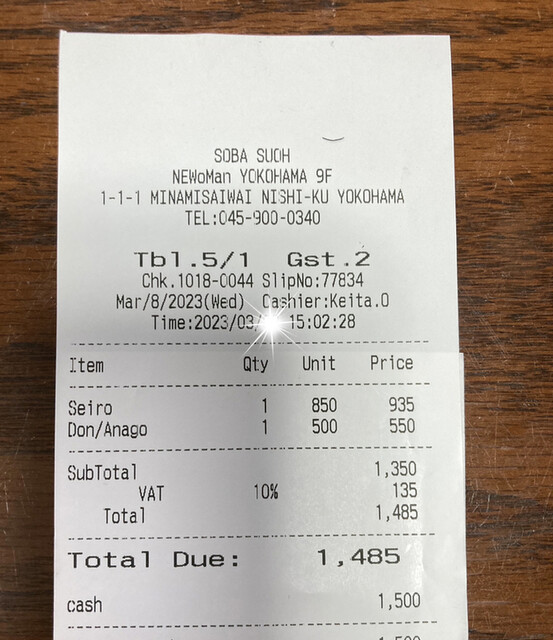 SOBA SUOH
NEWoMan YOKOHAMA 9F
1-1-1 MINAMISAIWAI NISHI-KU YOKOHAMA
TEL:045-900-0340
Tbl.5/1 Gst.2
Chk.1018-0044 SlipNo:77834
Mar/8/2023(Wed) Cashier:Keita.O
Time:2023/03/ 15:02:28
Item Qty Unit Price
Seiro 1 850 935
Don/Anago 1 500 550
SubTotal 1,350
VAT 10% 135
Total 1,485
Total Due: 1,485
cash 1,500